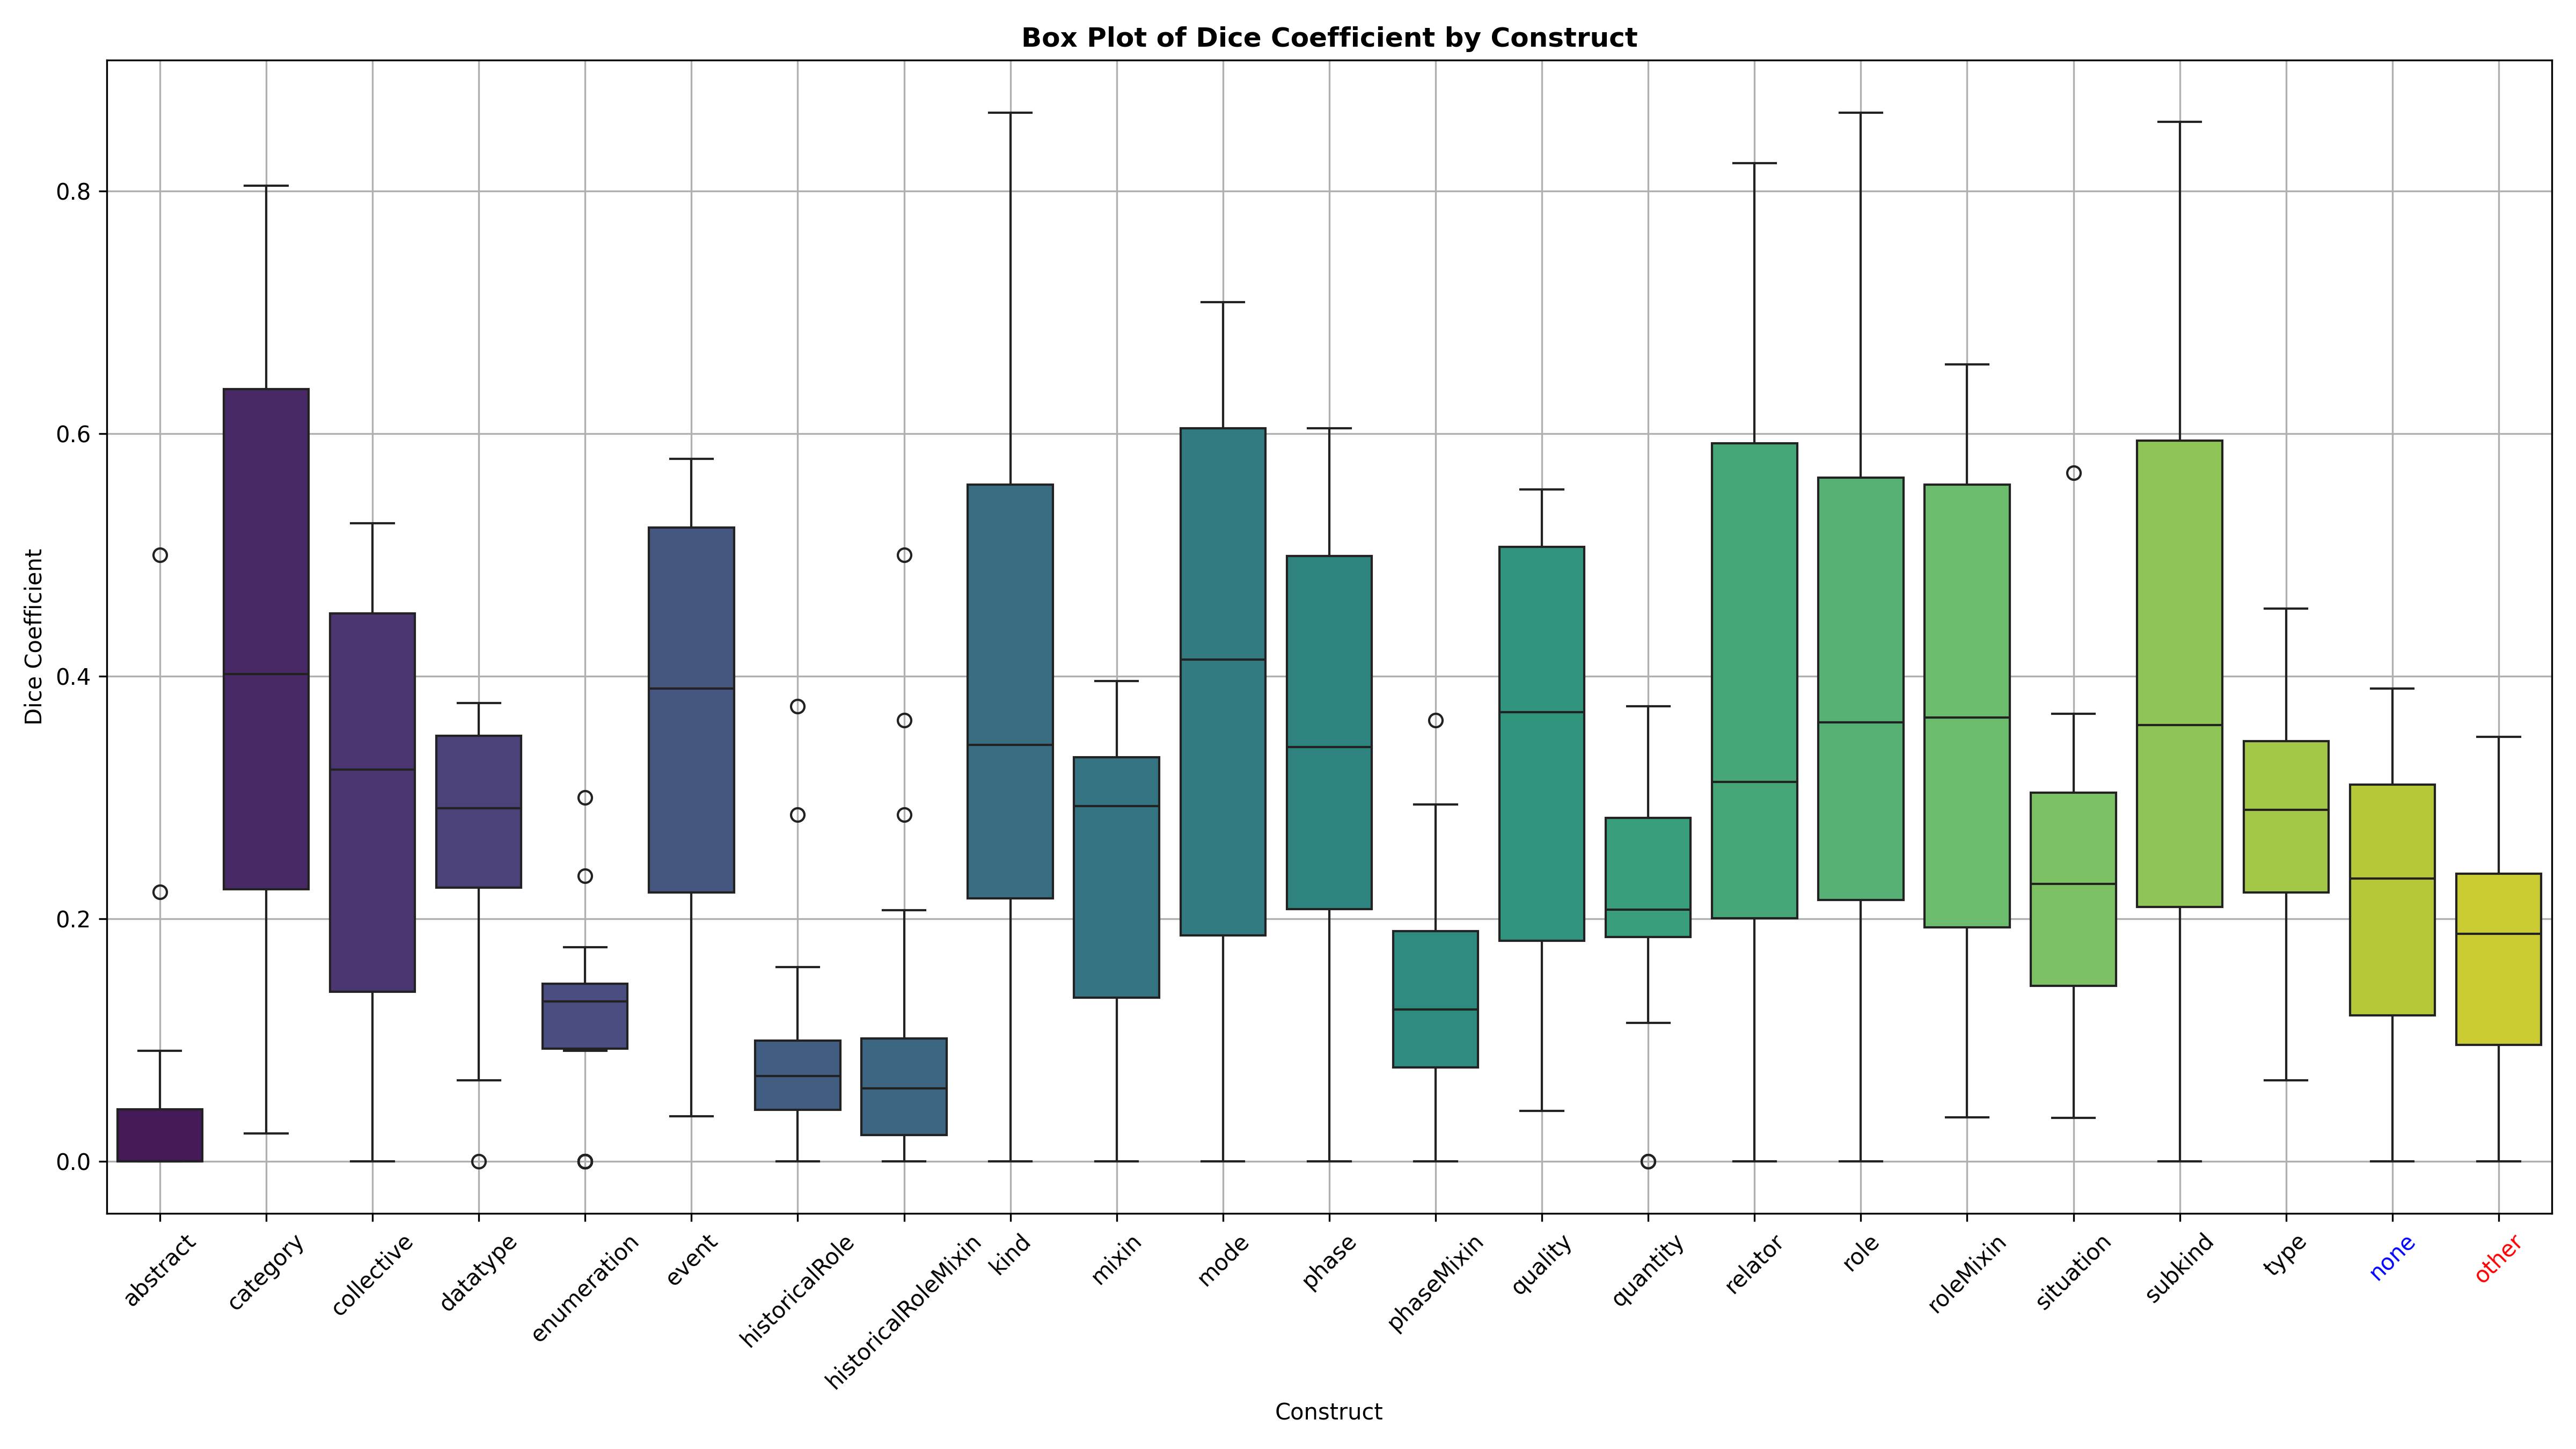 Box Plot of Dice Coefficient by Construct
Dice Coefficient
0.8
0.6
0.4
0.2
0.0
abstract
category
collective
datatype
enumeration
event
historicalRole
historicalRoleMixin
kind
mixin
mode
phase
phaseMixin
quality
quantity
relator
role
roleMixin
situation
subkind
type
none
other
Construct